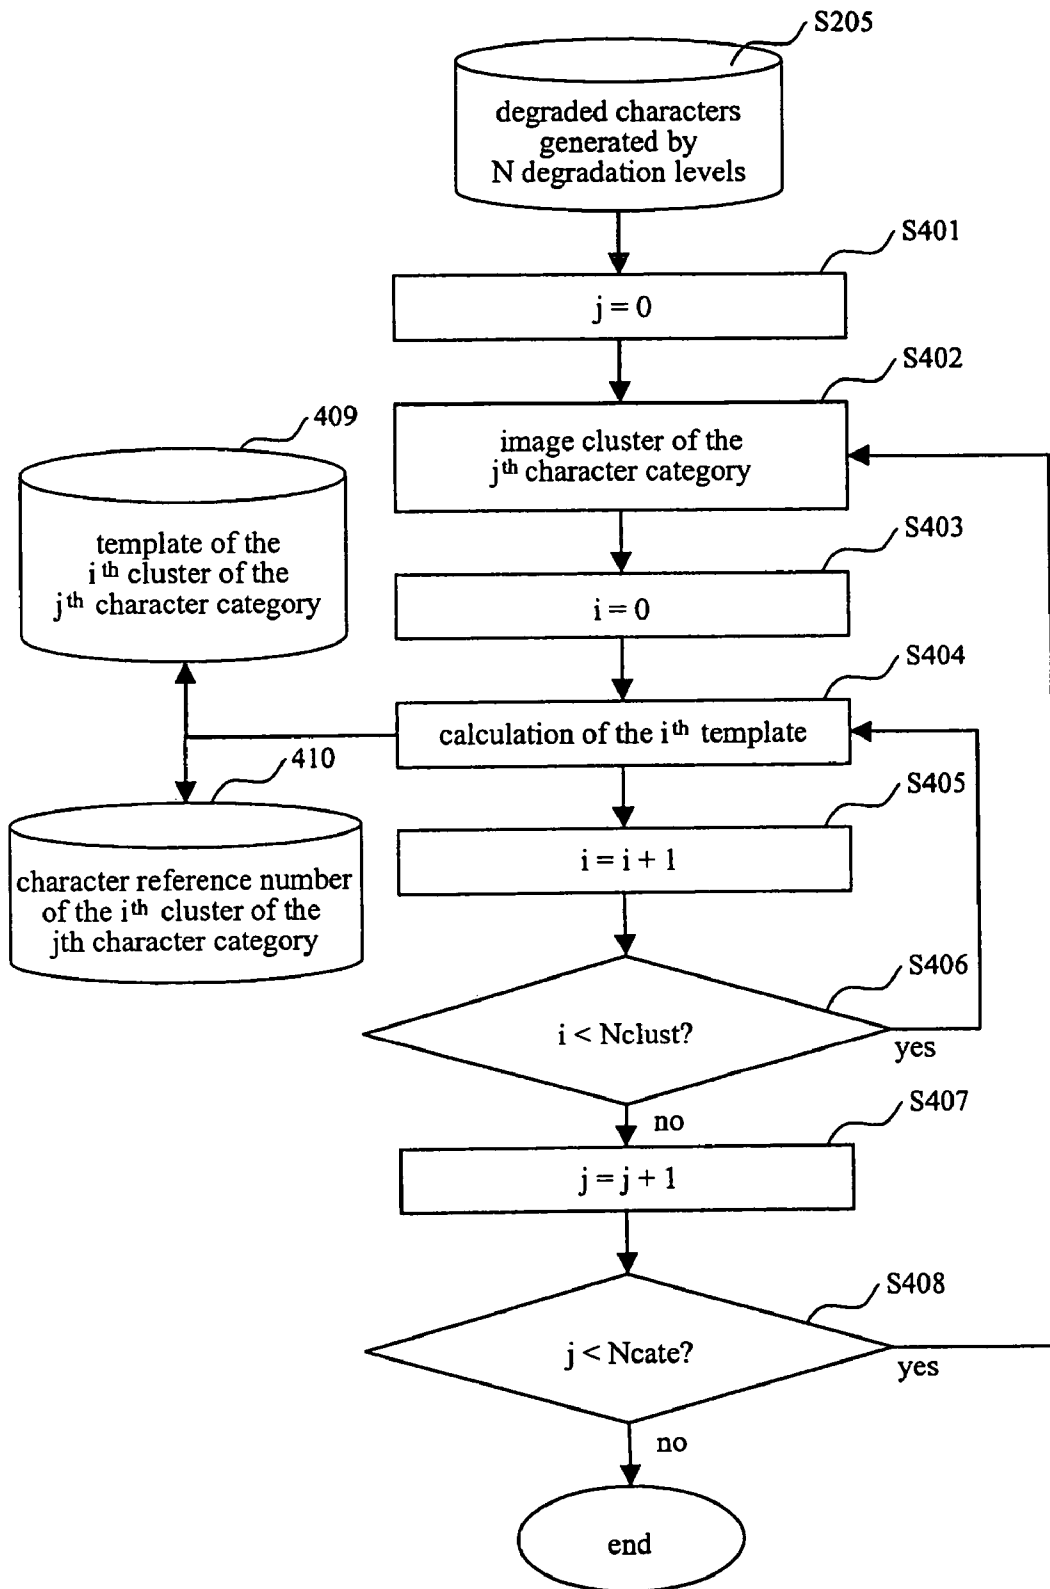 S205
degraded characters
generated by
N degradation levels
S401
j = 0
S402
image cluster of the
jth character category
409
template of the
i th cluster of the
jth character category
S403
i = 0
S404
calculation of the ith template
410
character reference number
of the ith cluster of the
jth character category
S405
i = i + 1
S406
i < Nclust?
yes
no
S407
j = j + 1
S408
j < Ncate?
yes
no
end